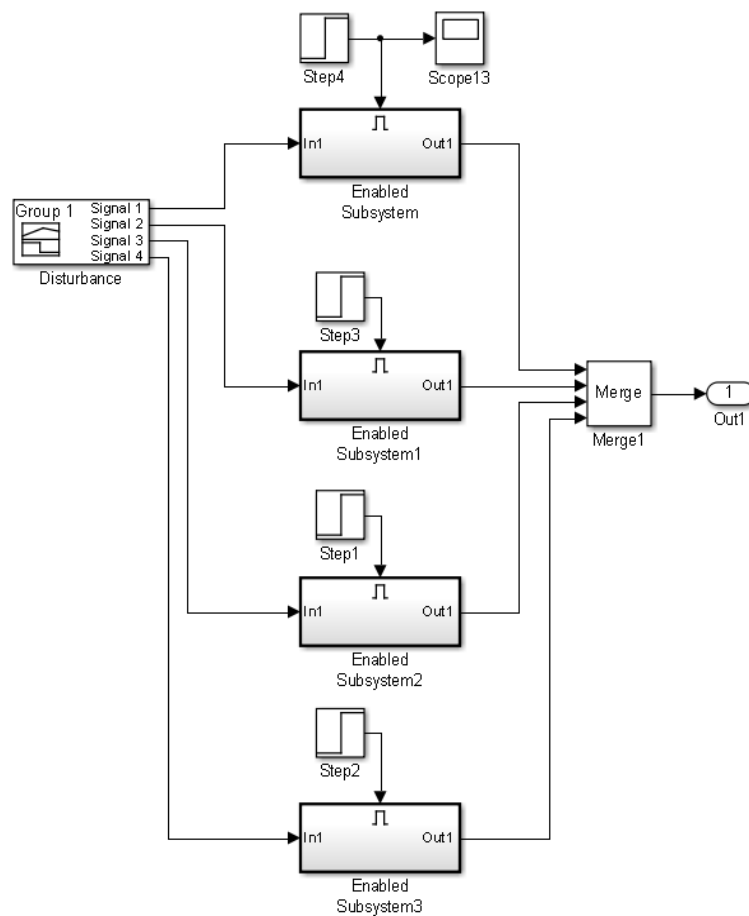 Step4
Scope13
In1
Out1
Enabled
Subsystem
Group 1
Signal 1
Signal 2
Signal 3
Signal 4
Disturbance
Step3
In1
Out1
Enabled
Subsystem1
Merge
Merge1
1
Out1
Step1
In1
Out1
Enabled
Subsystem2
Step2
In1
Out1
Enabled
Subsystem3